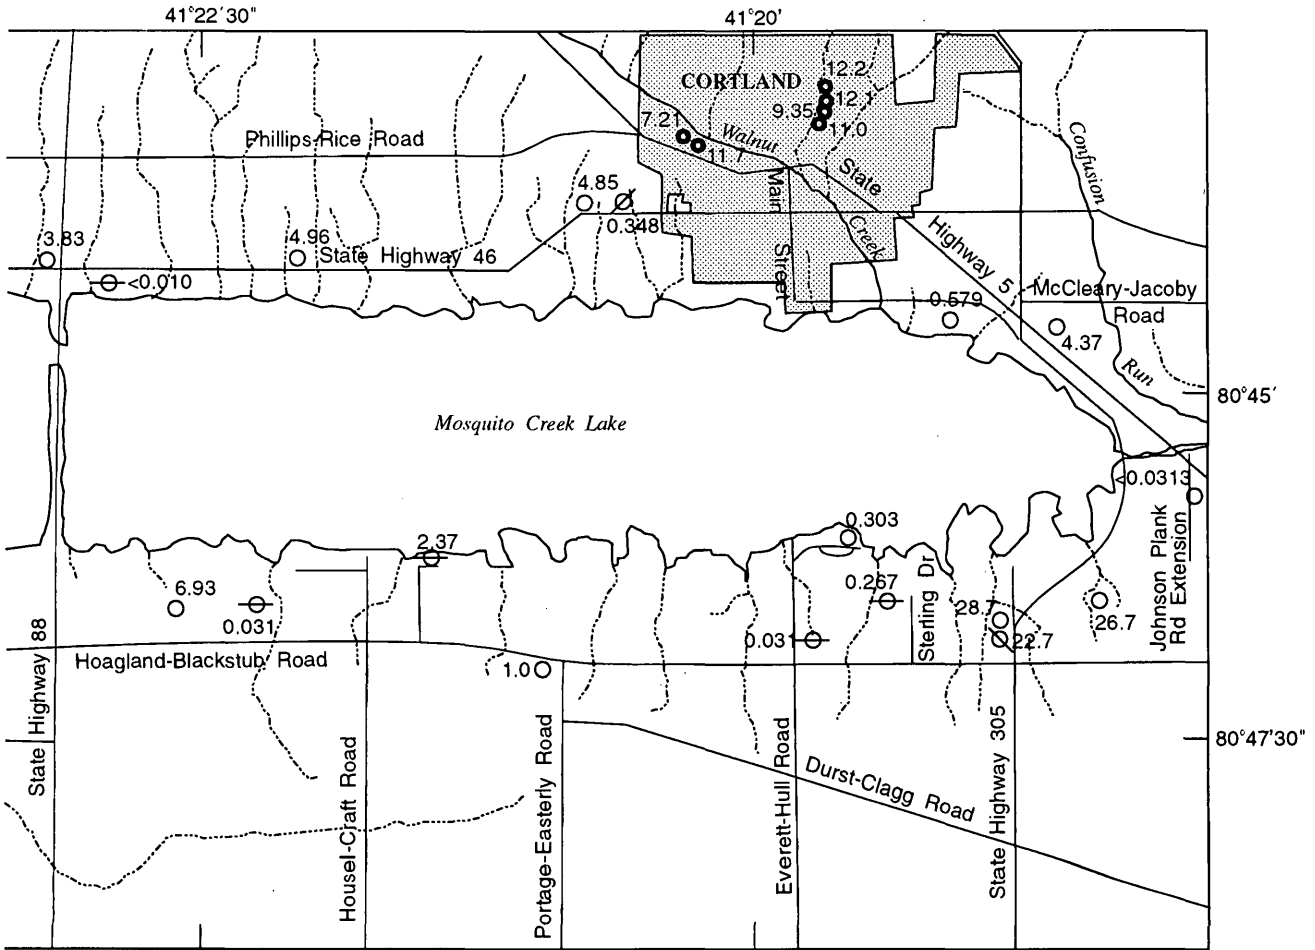 41°22'30"
41°20'
CORTLAND
12.2
12.1
9.35
11.0
7.21
11.7
Walnut
Creek
Phillips-Rice Road
Main Street
State Highway 5
Confusion
Run
4.85
0.348
3.83
4.96
State Highway 46
<0.010
0.579
McCleary-Jacoby
Road
4.37
80°45'
Mosquito Creek Lake
<0.0313
0.303
2.37
0.267
6.93
0.031
28.7
22.7
26.7
0.031
Sterling Dr
Johnson Plank
Rd Extension
Hoagland-Blackstub Road
1.0
State Highway 88
Housel-Craft Road
Portage-Easterly Road
Everett-Hull Road
Durst-Clagg Road
State Highway 305
80°47'30"